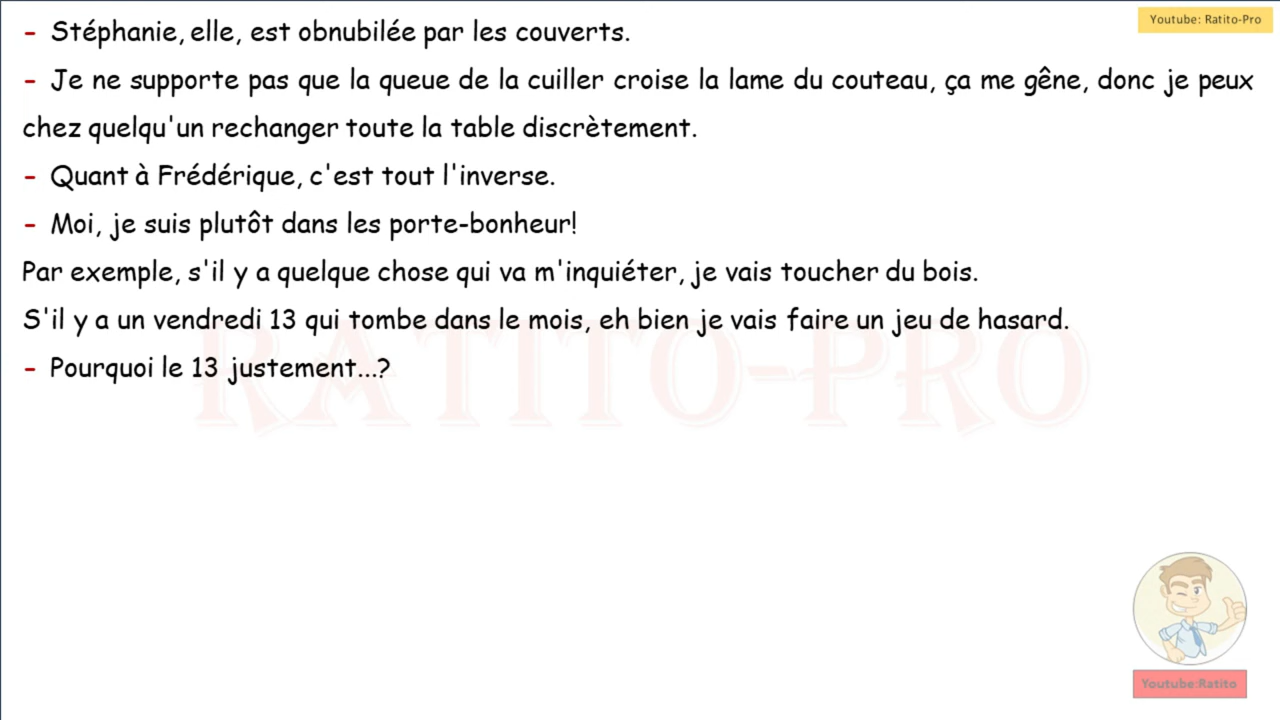 Youtube: Ratito-Pro
- Stéphanie, elle, est obnubilée par les couverts.
- Je ne supporte pas que la queue de la cuiller croise la lame du couteau, ça me gêne, donc je peux
chez quelqu'un rechanger toute la table discrètement.
- Quant à Frédérique, c'est tout l'inverse.
- Moi, je suis plutôt dans les porte-bonheur!
Par exemple, s'il y a quelque chose qui va m'inquiéter, je vais toucher du bois.
S'il y a un vendredi 13 qui tombe dans le mois, eh bien je vais faire un jeu de hasard.
- Pourquoi le 13 justement...?
RATITO-PRO
Youtube:Ratito